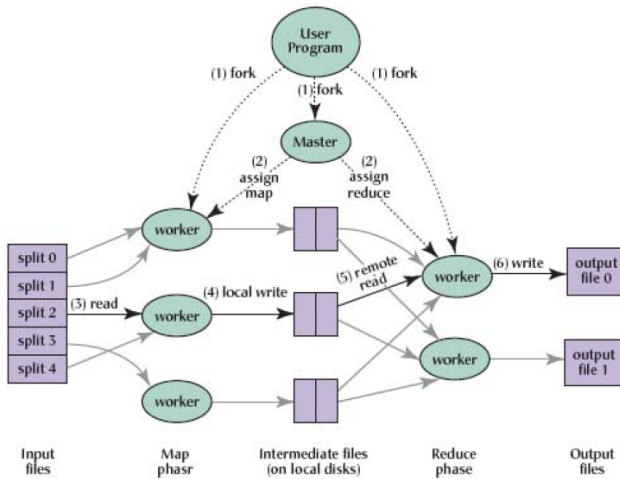 User
Program
(1) fork
(1) fork
(1) fork
Master
(2)
assign
map
(2)
assign
reduce
worker
split 0
split 1
split 2
split 3
split 4
(3) read
worker
(4) local write
(5) remote
read
worker
(6) write
output
file 0
worker
output
file 1
worker
Input
files
Map
phasr
Intermediate files
(on local disks)
Reduce
phase
Output
files